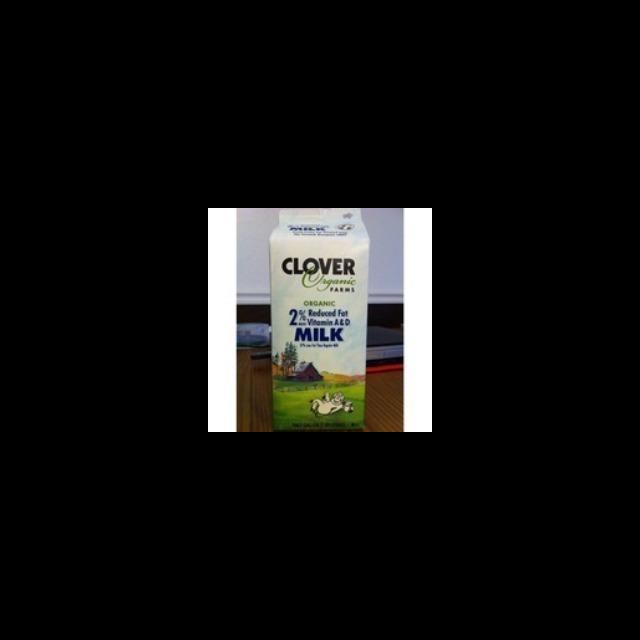 MILK
CLOVER
Organic
FARMS
ORGANIC
2% Reduced Fat
Vitamin A & D
MILK